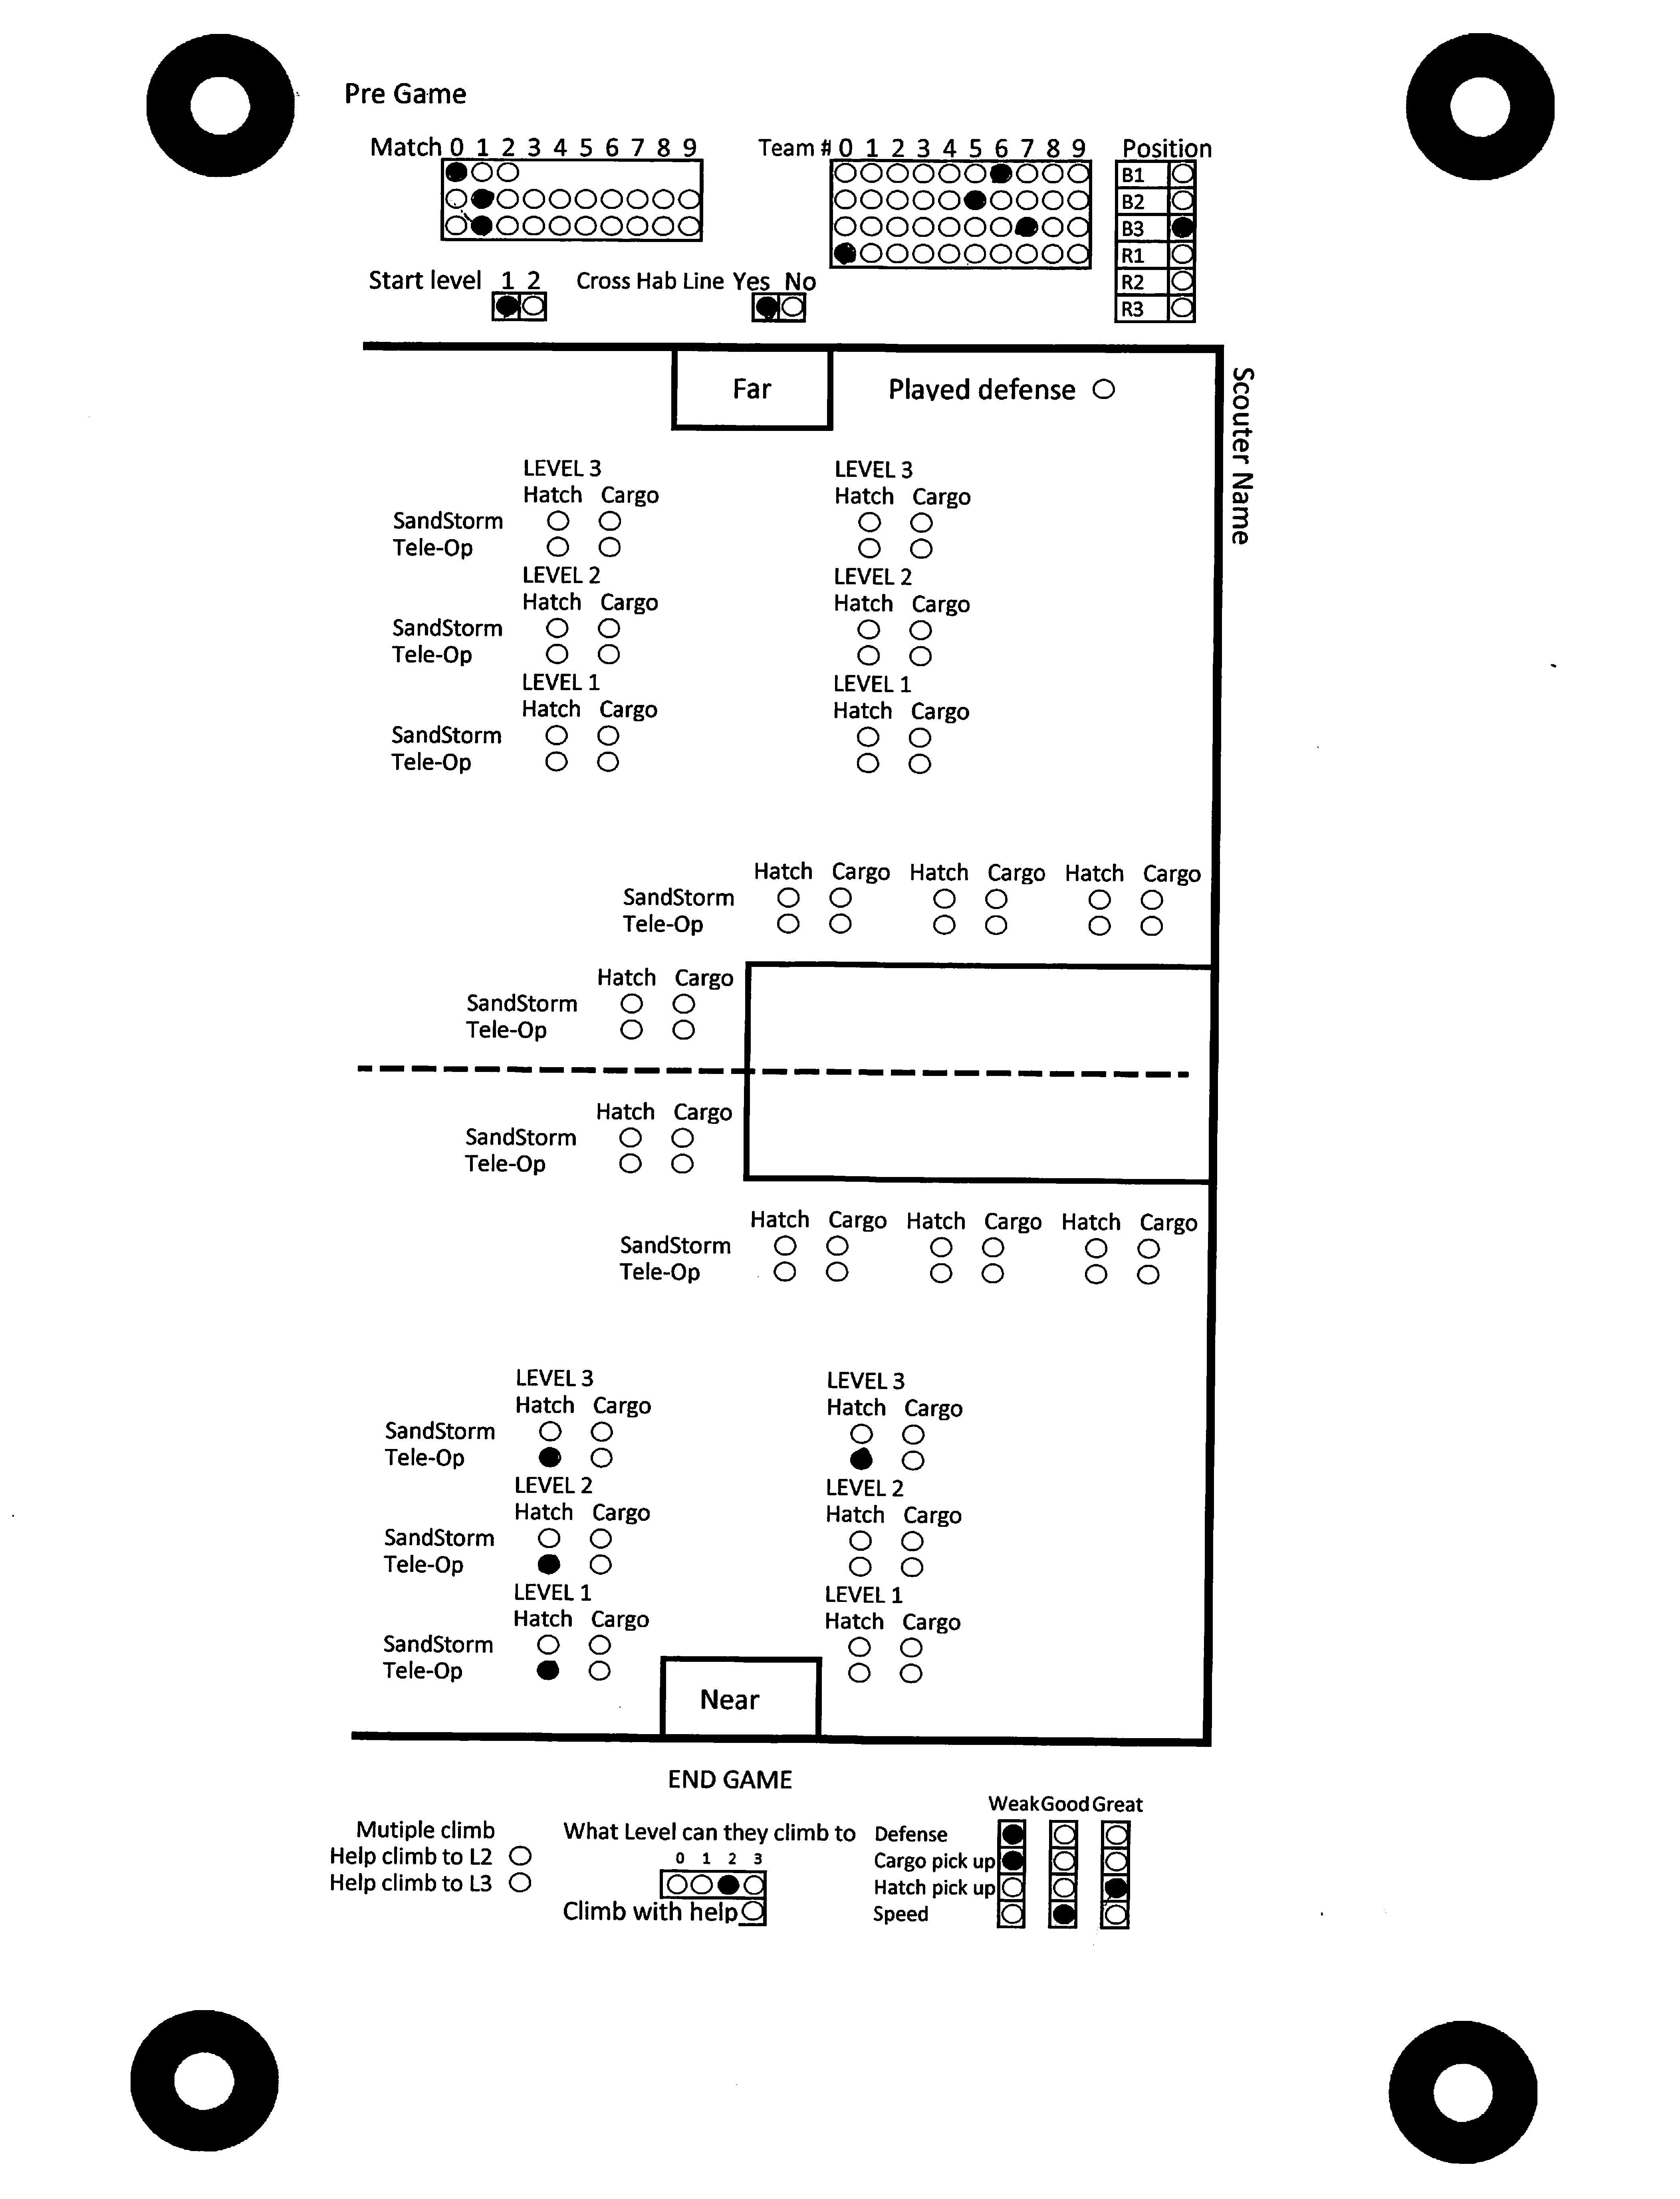 Pre Game
Match 0 1 2 3 4 5 6 7 8 9
Team # 0 1 2 3 4 5 6 7 8 9
Position
B1
B2
B3
R1
R2
R3
Start level 1 2
Cross Hab Line Yes No
Far
Played defense
Scouter Name
LEVEL 3 LEVEL 3
Hatch Cargo Hatch Cargo
SandStorm
Tele-Op
LEVEL 2 LEVEL 2
Hatch Cargo Hatch Cargo
SandStorm
Tele-Op
LEVEL 1 LEVEL 1
Hatch Cargo Hatch Cargo
SandStorm
Tele-Op
Hatch Cargo Hatch Cargo Hatch Cargo
SandStorm
Tele-Op
Hatch Cargo
SandStorm
Tele-Op
Hatch Cargo
SandStorm
Tele-Op
Hatch Cargo Hatch Cargo Hatch Cargo
SandStorm
Tele-Op
LEVEL 3 LEVEL 3
Hatch Cargo Hatch Cargo
SandStorm
Tele-Op
LEVEL 2 LEVEL 2
Hatch Cargo Hatch Cargo
SandStorm
Tele-Op
LEVEL 1 LEVEL 1
Hatch Cargo Hatch Cargo
SandStorm
Tele-Op
Near
END GAME
Mutiple climb
Help climb to L2
Help climb to L3
What Level can they climb to
0 1 2 3
Climb with help
Weak Good Great
Defense
Cargo pick up
Hatch pick up
Speed